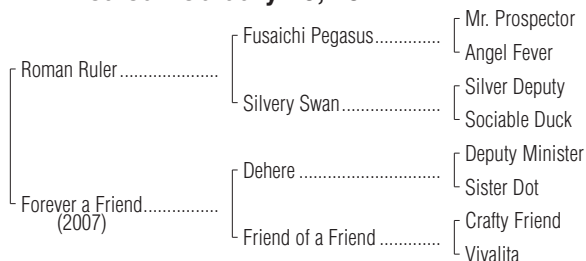 Mr. Prospector
Fusaichi Pegasus...............
Angel Fever
Roman Ruler.....................
Silver Deputy
Silvery Swan.....................
Sociable Duck
Deputy Minister
Dehere ..............................
Sister Dot
Forever a Friend................
(2007)
Crafty Friend
Friend of a Friend .............
Vivalita